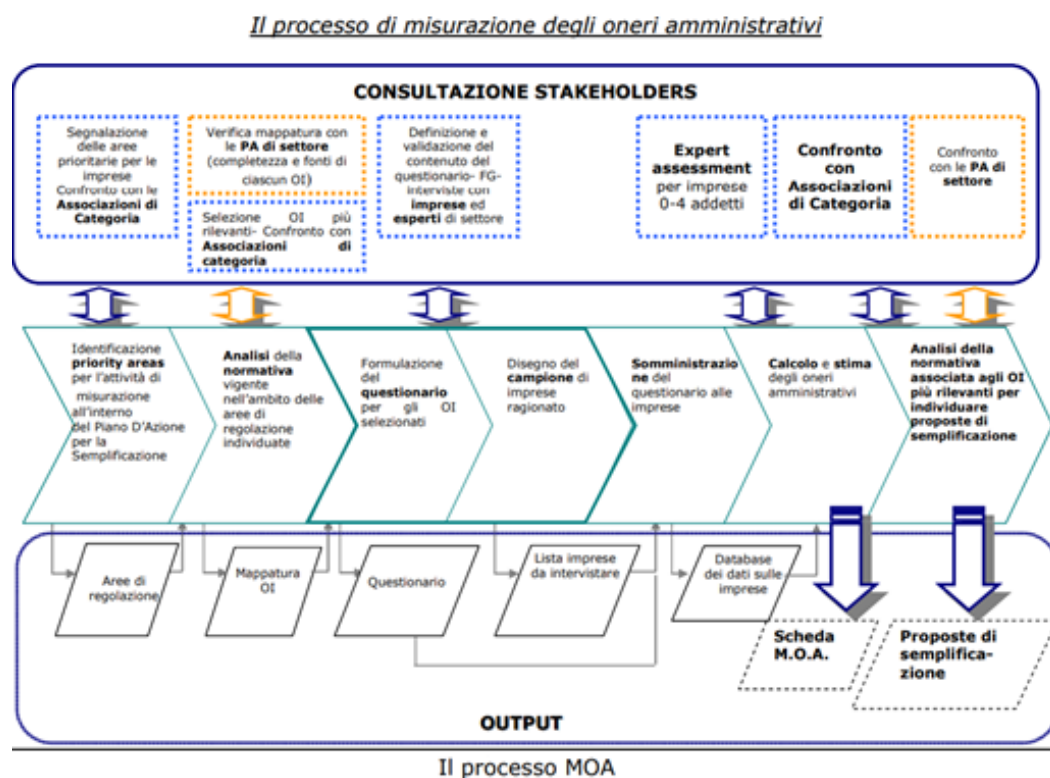 Il processo di misurazione degli oneri amministrativi
CONSULTAZIONE STAKEHOLDERS
Segnalazione
delle aree
prioritarie per le
imprese
Confronto con le
Associazioni di
Categoria
Verifica mappatura con
le PA di settore
(completezza e fonti di
ciascun OI)
Selezione OI più
rilevanti- Confronto con
Associazioni di
categoria
Definizione e
validazione del
contenuto del
questionario- FG-
interviste con
imprese ed
esperti di settore
Expert
assessment
per imprese
0-4 addetti
Confronto
con
Associazioni
di Categoria
Confronto
con le PA di
settore
Identificazione
priority areas
per l'attività di
misurazione
all'interno
del Piano D'Azione
per la
Semplificazione
Analisi della
normativa
vigente
nell'ambito delle
aree di
regolazione
individuate
Formulazione
del
questionario
per gli OI
selezionati
Disegno del
campione di
imprese
ragionato
Somministrazio
ne del
questionario alle
imprese
Calcolo e stima
degli oneri
amministrativi
Analisi della
normativa
associata agli OI
più rilevanti per
individuare
proposte di
semplificazione
Aree di
regolazione
Mappatura
OI
Questionario
Lista imprese
da intervistare
Database
dei dati sulle
imprese
Scheda
M.O.A.
Proposte di
semplifica-
zione
OUTPUT
Il processo MOA